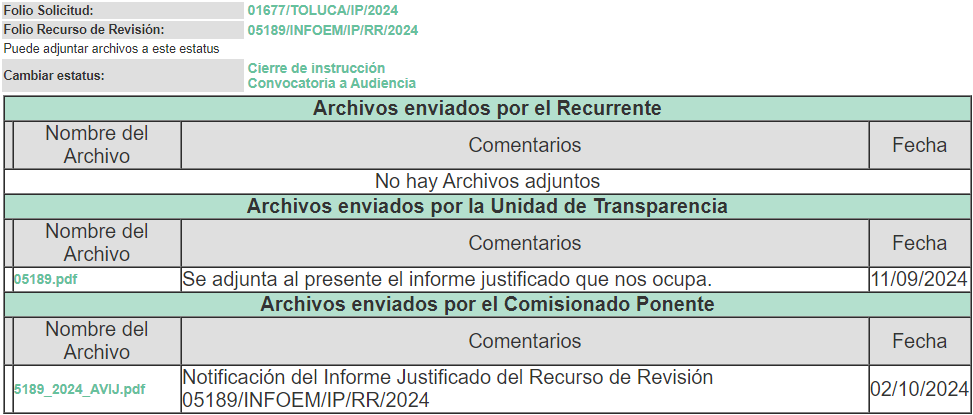 Folio Solicitud: 01677/TOLUCA/IP/2024
Folio Recurso de Revisión: 05189/INFOEM/IP/RR/2024
Puede adjuntar archivos a este estatus
Cambiar estatus: Cierre de instrucción
Convocatoria a Audiencia
Archivos enviados por el Recurrente
Nombre del Archivo Comentarios Fecha
No hay Archivos adjuntos
Archivos enviados por la Unidad de Transparencia
Nombre del Archivo Comentarios Fecha
05189.pdf Se adjunta al presente el informe justificado que nos ocupa. 11/09/2024
Archivos enviados por el Comisionado Ponente
Nombre del Archivo Comentarios Fecha
5189_2024_AVIJ.pdf Notificación del Informe Justificado del Recurso de Revisión 05189/INFOEM/IP/RR/2024 02/10/2024